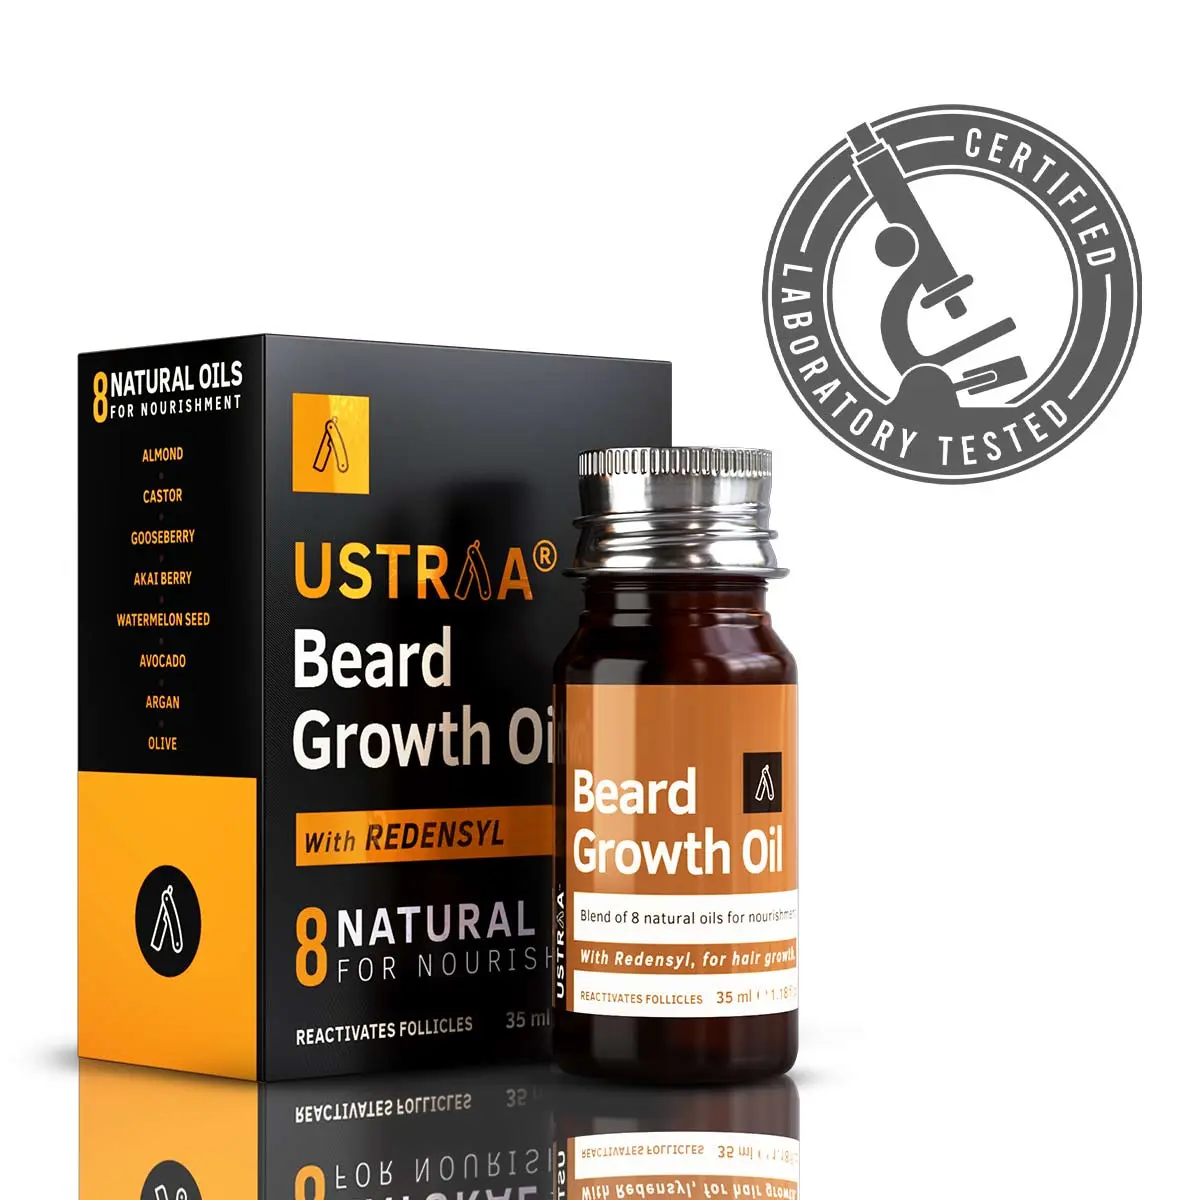 CERTIFIED
LABORATORY TESTED
8 NATURAL OILS
FOR NOURISHMENT
ALMOND
CASTOR
GOOSEBERRY
AKAI BERRY
WATERMELON SEED
AVOCADO
ARGAN
OLIVE
USTRAA®
Beard
Growth Oil
With REDENSYL
8 NATURAL
FOR NOURISH
REACTIVATES FOLLICLES 35 ml
Beard
Growth Oil
Blend of 8 natural oils for nourishment
With Redensyl, for hair growth.
REACTIVATES FOLLICLES 35 ml
USTRAA